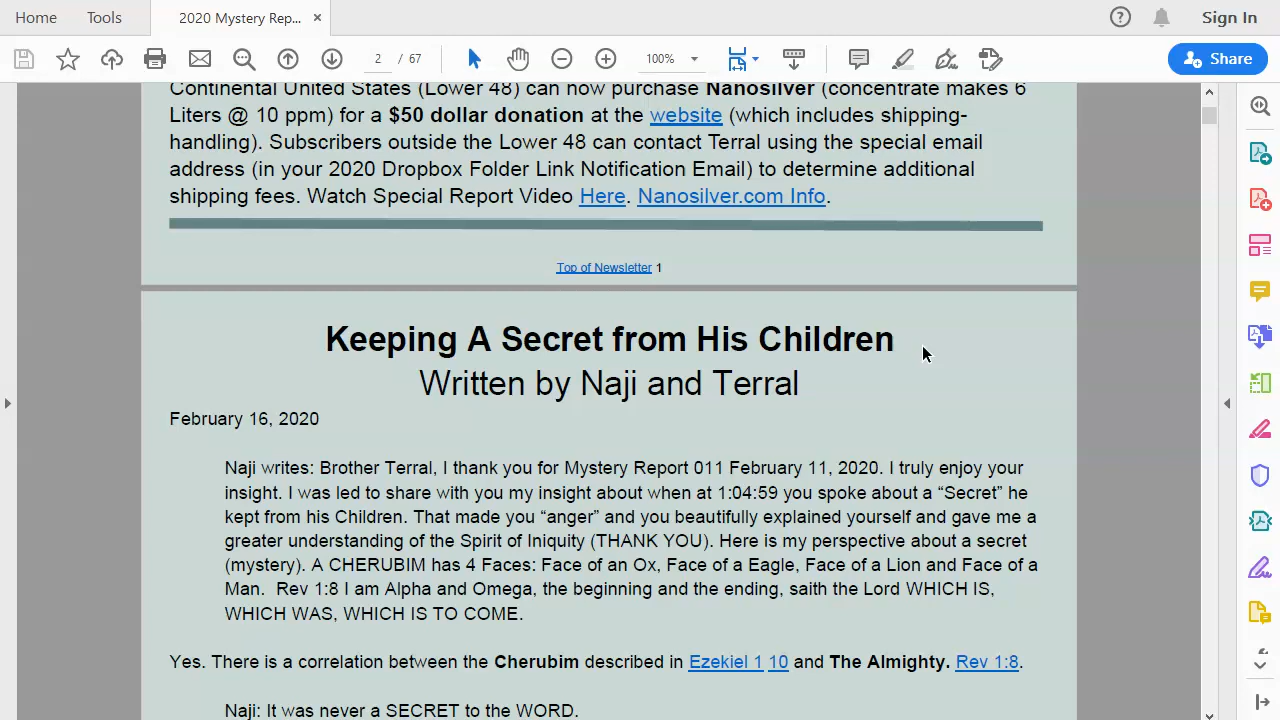 Home Tools 2020 Mystery Rep... × Sign In
2 / 67 100% Share
Continental United States (Lower 48) can now purchase Nanosilver (concentrate makes 6
Liters @ 10 ppm) for a $50 dollar donation at the website (which includes shipping-
handling). Subscribers outside the Lower 48 can contact Terral using the special email
address (in your 2020 Dropbox Folder Link Notification Email) to determine additional
shipping fees. Watch Special Report Video Here. Nanosilver.com Info.
Top of Newsletter 1
Keeping A Secret from His Children
Written by Naji and Terral
February 16, 2020
Naji writes: Brother Terral, I thank you for Mystery Report 011 February 11, 2020. I truly enjoy your
insight. I was led to share with you my insight about when at 1:04:59 you spoke about a “Secret” he
kept from his Children. That made you “anger” and you beautifully explained yourself and gave me a
greater understanding of the Spirit of Iniquity (THANK YOU). Here is my perspective about a secret
(mystery). A CHERUBIM has 4 Faces: Face of an Ox, Face of a Eagle, Face of a Lion and Face of a
Man. Rev 1:8 I am Alpha and Omega, the beginning and the ending, saith the Lord WHICH IS,
WHICH WAS, WHICH IS TO COME.
Yes. There is a correlation between the Cherubim described in Ezekiel 1 10 and The Almighty. Rev 1:8.
Naji: It was never a SECRET to the WORD.